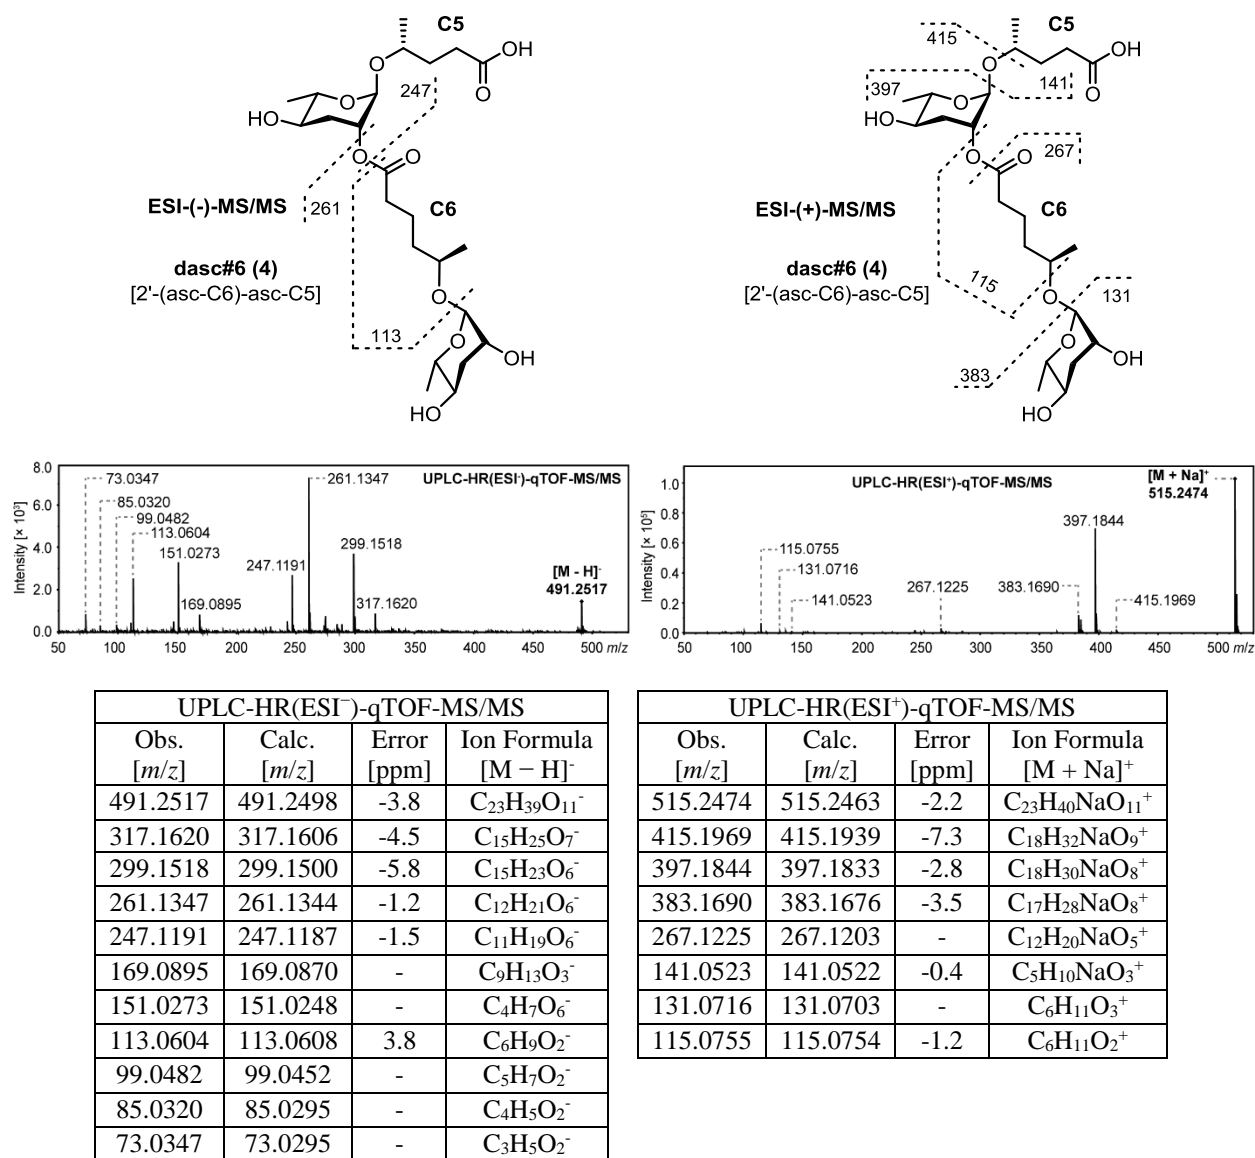 C5
OH
O
O
O
247
HO
O
O
ESI-(-)-MS/MS
261
C6
dasc#6 (4)
[2'-(asc-C6)-asc-C5]
O
113
O
OH
HO
C5
415
OH
O
O
397
141
O
HO
O
O
267
ESI-(+)-MS/MS
C6
dasc#6 (4)
[2'-(asc-C6)-asc-C5]
115
O
131
O
OH
383
HO
8.0
6.0
4.0
2.0
0.0
Intensity [× 10³]
UPLC-HR(ESI⁻)-qTOF-MS/MS
73.0347
85.0320
99.0482
113.0604
151.0273
169.0895
247.1191
261.1347
299.1518
317.1620
[M - H]⁻
491.2517
50 100 150 200 250 300 350 400 450 500 m/z
1.0
0.8
0.6
0.4
0.2
0.0
Intensity [× 10⁵]
UPLC-HR(ESI⁺)-qTOF-MS/MS
[M + Na]⁺
515.2474
397.1844
115.0755
131.0716
141.0523
267.1225
383.1690
415.1969
50 100 150 200 250 300 350 400 450 500 m/z
UPLC-HR(ESI⁻)-qTOF-MS/MS
Obs. Calc. Error Ion Formula
[m/z] [m/z] [ppm] [M − H]⁻
491.2517 491.2498 -3.8 C₂₃H₃₉O₁₁⁻
317.1620 317.1606 -4.5 C₁₅H₂₅O₇⁻
299.1518 299.1500 -5.8 C₁₅H₂₃O₆⁻
261.1347 261.1344 -1.2 C₁₂H₂₁O₆⁻
247.1191 247.1187 -1.5 C₁₁H₁₉O₆⁻
169.0895 169.0870 - C₉H₁₃O₃⁻
151.0273 151.0248 - C₄H₇O₆⁻
113.0604 113.0608 3.8 C₆H₉O₂⁻
99.0482 99.0452 - C₅H₇O₂⁻
85.0320 85.0295 - C₄H₅O₂⁻
73.0347 73.0295 - C₃H₅O₂⁻
UPLC-HR(ESI⁺)-qTOF-MS/MS
Obs. Calc. Error Ion Formula
[m/z] [m/z] [ppm] [M + Na]⁺
515.2474 515.2463 -2.2 C₂₃H₄₀NaO₁₁⁺
415.1969 415.1939 -7.3 C₁₈H₃₂NaO₉⁺
397.1844 397.1833 -2.8 C₁₈H₃₀NaO₈⁺
383.1690 383.1676 -3.5 C₁₇H₂₈NaO₈⁺
267.1225 267.1203 - C₁₂H₂₀NaO₅⁺
141.0523 141.0522 -0.4 C₅H₁₀NaO₃⁺
131.0716 131.0703 - C₆H₁₁O₃⁺
115.0755 115.0754 -1.2 C₆H₁₁O₂⁺